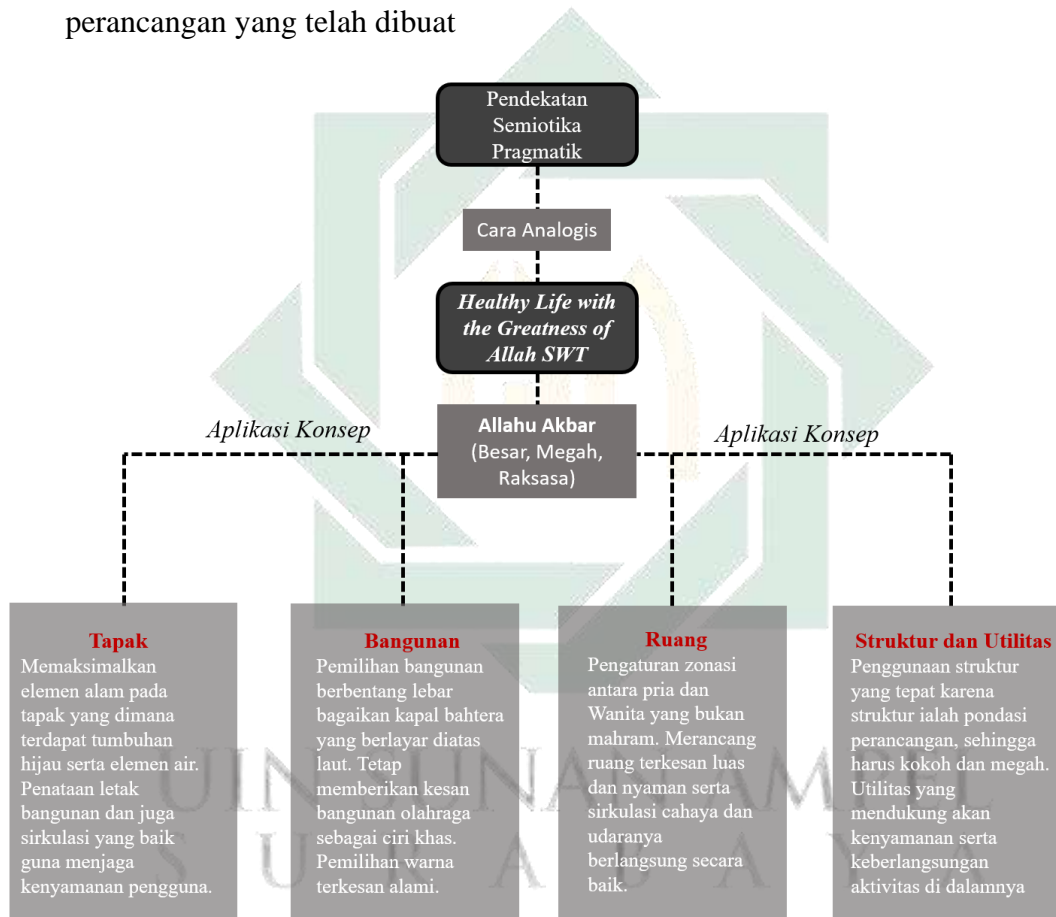 perancangan yang telah dibuat
Pendekatan
Semiotika
Pragmatik
Cara Analogis
Healthy Life with
the Greatness of
Allah SWT
Aplikasi Konsep
Allahu Akbar
(Besar, Megah,
Raksasa)
Aplikasi Konsep
Tapak
Memaksimalkan
elemen alam pada
tapak yang dimana
terdapat tumbuhan
hijau serta elemen air.
Penataan letak
bangunan dan juga
sirkulasi yang baik
guna menjaga
kenyamanan pengguna.
Bangunan
Pemilihan bangunan
berbentang lebar
bagaikan kapal bahtera
yang berlayar diatas
laut. Tetap
memberikan kesan
bangunan olahraga
sebagai ciri khas.
Pemilihan warna
terkesan alami.
Ruang
Pengaturan zonasi
antara pria dan
Wanita yang bukan
mahram. Merancang
ruang terkesan luas
dan nyaman serta
sirkulasi cahaya dan
udaranya
berlangsung secara
baik.
Struktur dan Utilitas
Penggunaan struktur
yang tepat karena
struktur ialah pondasi
perancangan, sehingga
harus kokoh dan megah.
Utilitas yang
mendukung akan
kenyamanan serta
keberlangsungan
aktivitas di dalamnya
UIN SUNAN AMPEL
SURABAYA